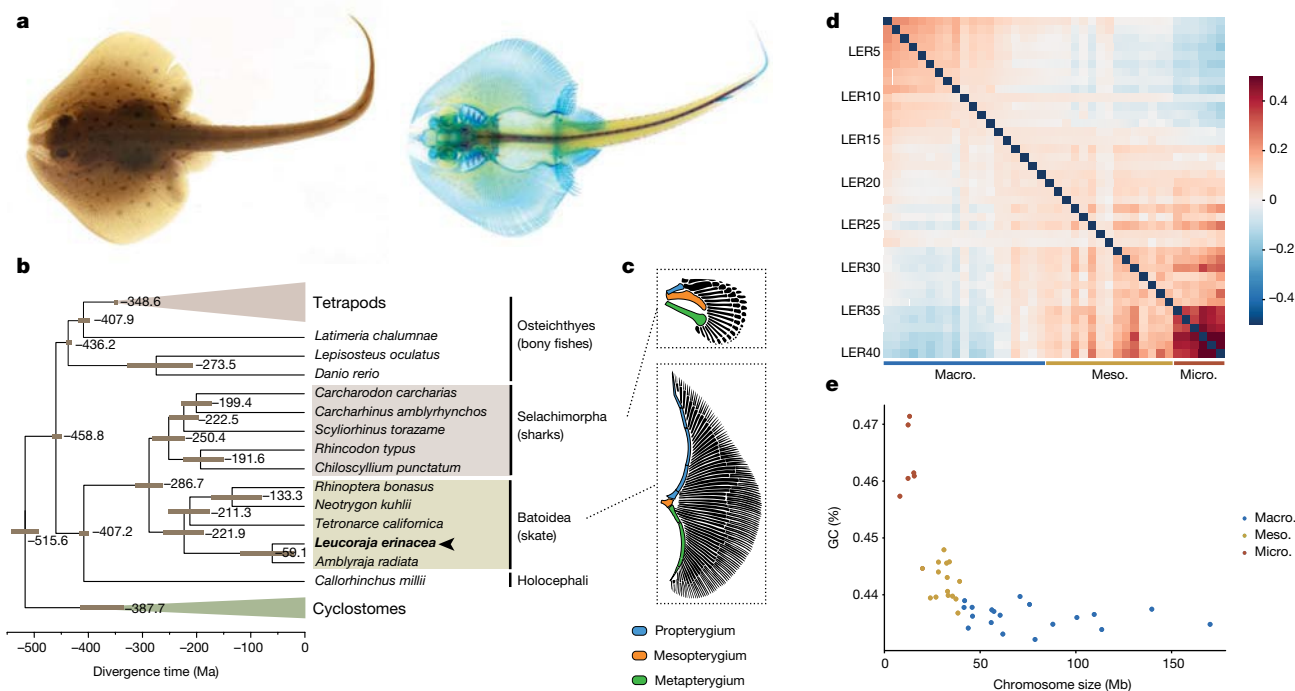 a
b
−348.6
Tetrapods
−407.9
Latimeria chalumnae
−436.2
Lepisosteus oculatus
−273.5
Danio rerio
Osteichthyes
(bony fishes)
Carcharodon carcharias
−199.4
Carcharhinus amblyrhynchos
−222.5
Scyliorhinus torazame
−250.4
Rhincodon typus
−191.6
Chiloscyllium punctatum
Selachimorpha
(sharks)
−458.8
−286.7
Rhinoptera bonasus
−133.3
Neotrygon kuhlii
−211.3
Tetronarce californica
−221.9
Leucoraja erinacea
−59.1
Amblyraja radiata
Batoidea
(skate)
−407.2
−515.6
Callorhinchus millii
Holocephali
−387.7
Cyclostomes
−500
−400
−300
−200
−100
0
Divergence time (Ma)
c
Propterygium
Mesopterygium
Metapterygium
d
LER5
LER10
LER15
LER20
LER25
LER30
LER35
LER40
Macro.
Meso.
Micro.
0.4
0.2
0
−0.2
−0.4
e
0.47
0.46
0.45
0.44
GC (%)
0
50
100
150
Chromosome size (Mb)
Macro.
Meso.
Micro.